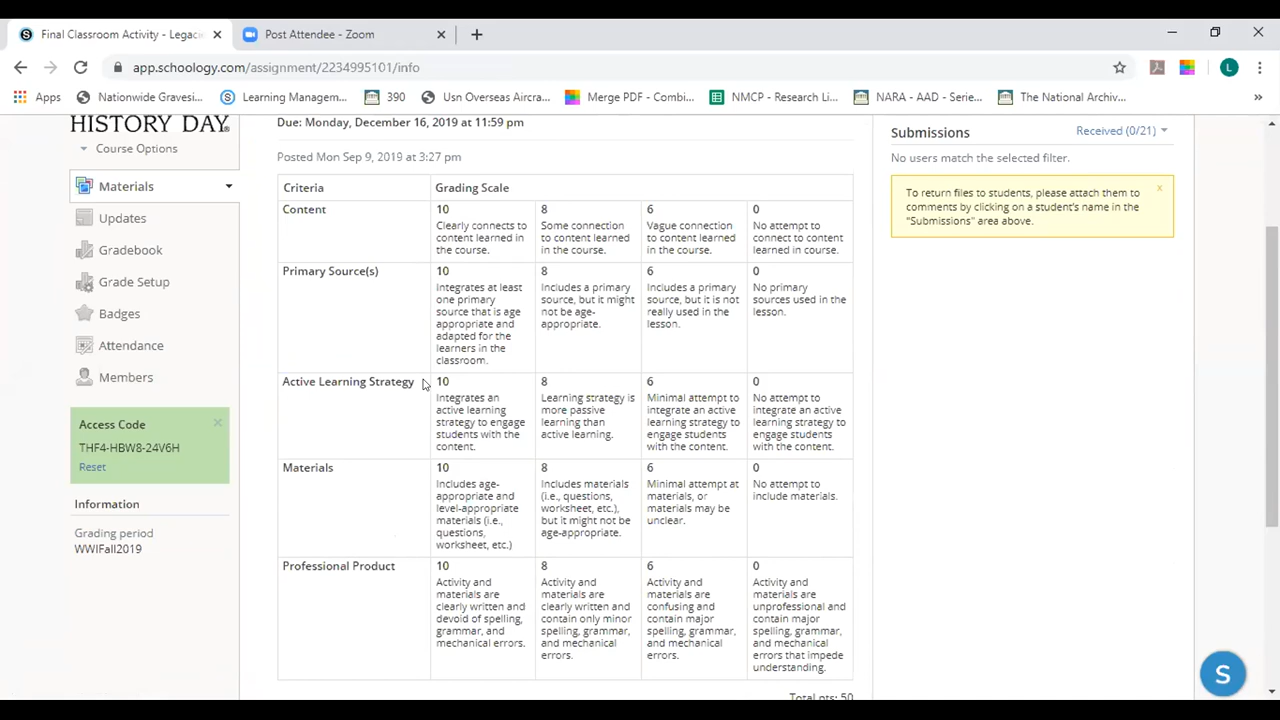 Final Classroom Activity - Legaci
Post Attendee - Zoom
app.schoology.com/assignment/2234995101/info
Apps
Nationwide Gravesi...
Learning Managem...
390
Usn Overseas Aircra...
Merge PDF - Combi...
NMCP - Research Li...
NARA - AAD - Serie...
The National Archiv...
HISTORY DAY
Course Options
Materials
Updates
Gradebook
Grade Setup
Badges
Attendance
Members
Access Code
THF4-HBW8-24V6H
Reset
Information
Grading period
WWIFall2019
Due: Monday, December 16, 2019 at 11:59 pm
Posted Mon Sep 9, 2019 at 3:27 pm
Criteria
Grading Scale
Content
10
Clearly connects to
content learned in
the course.
8
Some connection
to content learned
in the course.
6
Vague connection
to content learned
in the course.
0
No attempt to
connect to content
learned in course.
Primary Source(s)
10
Integrates at least
one primary
source that is age
appropriate and
adapted for the
learners in the
classroom.
8
Includes a primary
source, but it might
not be age-
appropriate.
6
Includes a primary
source, but it is not
really used in the
lesson.
0
No primary
sources used in the
lesson.
Active Learning Strategy
10
Integrates an
active learning
strategy to engage
students with the
content.
8
Learning strategy is
more passive
learning than
active learning.
6
Minimal attempt to
integrate an active
learning strategy to
engage students
with the content.
0
No attempt to
integrate an active
learning strategy to
engage students
with the content.
Materials
10
Includes age-
appropriate and
level-appropriate
materials (i.e.,
questions,
worksheet, etc.)
8
Includes materials
(i.e., questions,
worksheet, etc.),
but it might not be
age-appropriate.
6
Minimal attempt at
materials, or
materials may be
unclear.
0
No attempt to
include materials.
Professional Product
10
Activity and
materials are
clearly written and
devoid of spelling,
grammar, and
mechanical errors.
8
Activity and
materials are
clearly written and
contain only minor
spelling, grammar,
and mechanical
errors.
6
Activity and
materials are
confusing and
contain major
spelling, grammar,
and mechanical
errors.
0
Activity and
materials are
unprofessional and
contain major
spelling, grammar,
and mechanical
errors that impede
understanding.
Total pts: 50
Submissions
Received (0/21)
No users match the selected filter.
To return files to students, please attach them to
comments by clicking on a student's name in the
"Submissions" area above.
x
L
S